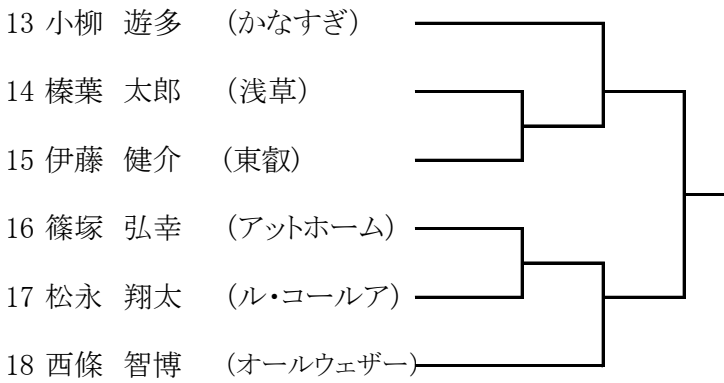 13 小柳 遊多 (かなすぎ)
14 榛葉 太郎 (浅草)
15 伊藤 健介 (東叡)
16 篠塚 弘幸 (アットホーム)
17 松永 翔太 (ル・コールア)
18 西條 智博 (オールウェザー)